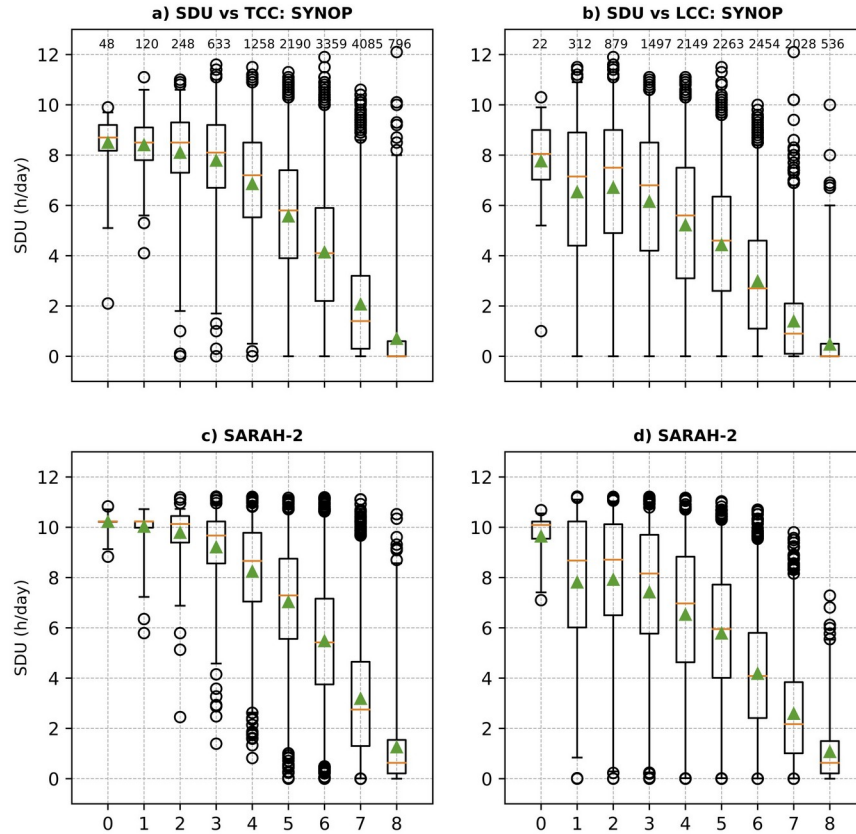 a) SDU vs TCC: SYNOP
b) SDU vs LCC: SYNOP
48 120 248 633 1258 2190 3359 4085 796
22 312 879 1497 2149 2263 2454 2028 536
12
10
8
6
4
2
0
SDU (h/day)
12
10
8
6
4
2
0
c) SARAH-2
d) SARAH-2
12
10
8
6
4
2
0
SDU (h/day)
0 1 2 3 4 5 6 7 8
12
10
8
6
4
2
0
0 1 2 3 4 5 6 7 8